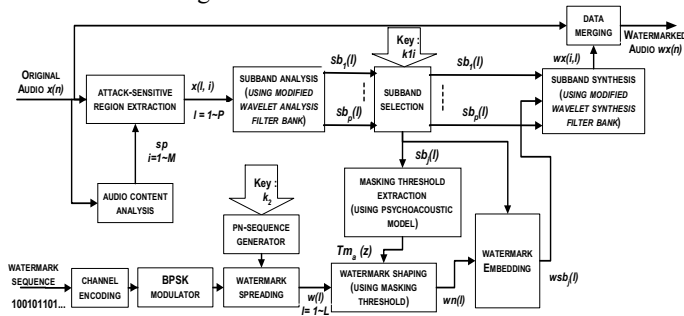 DATA
MERGING
WATERMARKED
AUDIO wx(n)
Key :
k1i
ORIGINAL
AUDIO x(n)
ATTACK-SENSITIVE
REGION EXTRACTION
x(l, i)
l = 1~P
SUBBAND ANALYSIS
(USING MODIFIED
WAVELET ANALYSIS
FILTER BANK)
sb1(l)
sbp(l)
SUBBAND
SELECTION
sb1(l)
sbp(l)
wx(i,l)
SUBBAND SYNTHESIS
(USING MODIFIED
WAVELET SYNTHESIS
FILTER BANK)
sp
i=1~M
AUDIO CONTENT
ANALYSIS
sbj(l)
Key :
k2
MASKING THRESHOLD
EXTRACTION
(USING PSYCHOACOUSTIC
MODEL)
PN-SEQUENCE
GENERATOR
Tma (z)
WATERMARK
EMBEDDING
wsbj(l)
WATERMARK
SEQUENCE
100101101...
CHANNEL
ENCODING
BPSK
MODULATOR
WATERMARK
SPREADING
w(l)
l= 1~L
WATERMARK SHAPING
(USING MASKING
THRESHOLD)
wn(l)